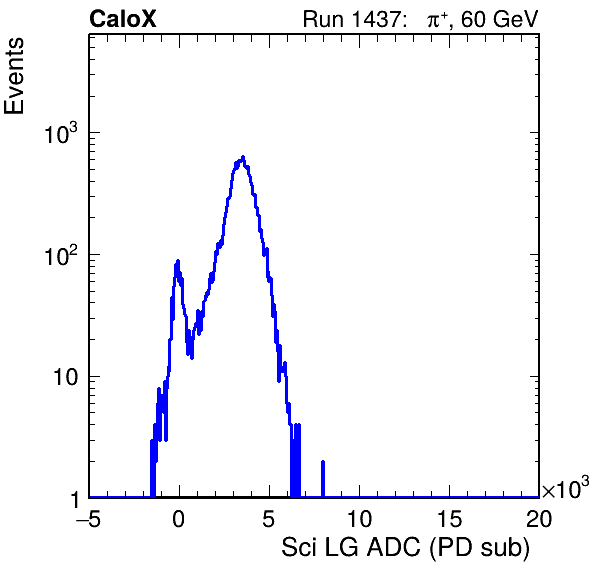 CaloX Run 1437: π⁺, 60 GeV
Events
10³
10²
10
1
−5 0 5 10 15 20 ×10³
Sci LG ADC (PD sub)